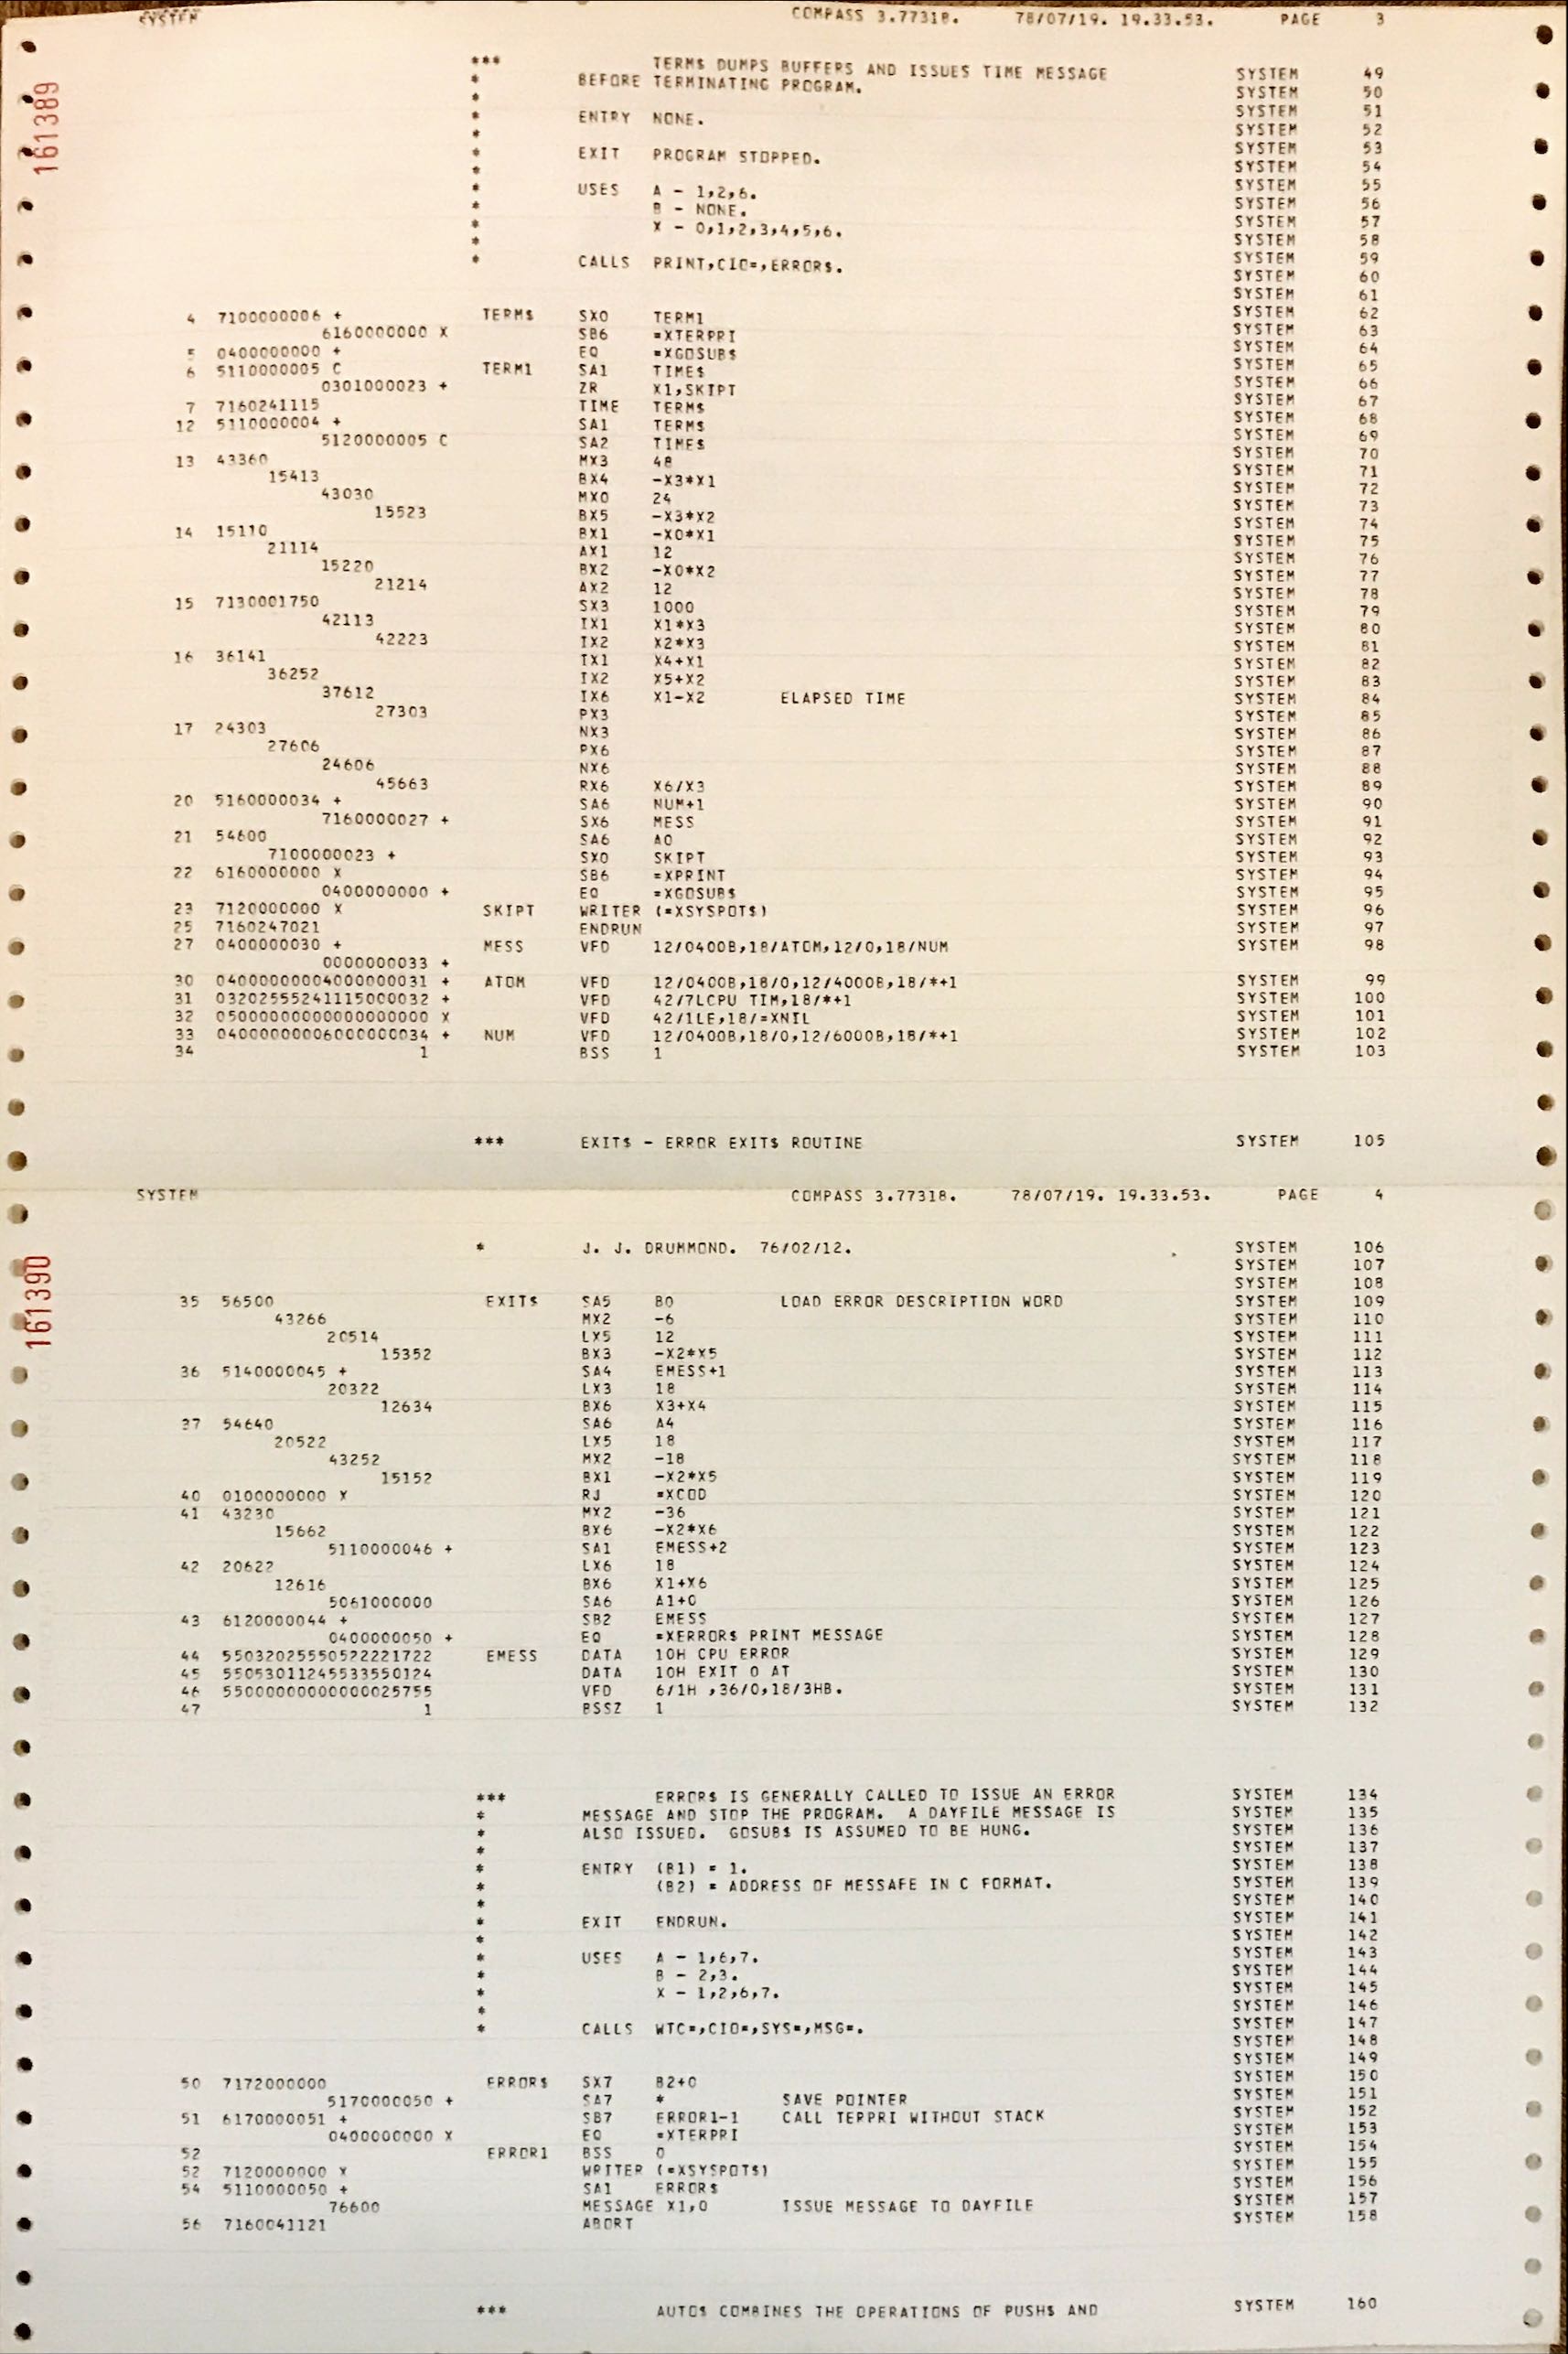 SYSTEM COMPASS 3.77318. 78/07/19. 19.33.53. PAGE 3
161389
*** TERM$ DUMPS BUFFERS AND ISSUES TIME MESSAGE SYSTEM 49
* BEFORE TERMINATING PROGRAM. SYSTEM 50
* SYSTEM 51
* ENTRY NONE. SYSTEM 52
* SYSTEM 53
* EXIT PROGRAM STOPPED. SYSTEM 54
* SYSTEM 55
* USES A - 1,2,6. SYSTEM 56
* B - NONE. SYSTEM 57
* X - 0,1,2,3,4,5,6. SYSTEM 58
* SYSTEM 59
* CALLS PRINT,CIO=,ERROR$. SYSTEM 60
SYSTEM 61
4 7100000006 + TERM$ SX0 TERM1 SYSTEM 62
6160000000 X SB6 =XTERPRI SYSTEM 63
5 0400000000 + EQ =XGOSUB$ SYSTEM 64
6 5110000005 C TERM1 SA1 TIME$ SYSTEM 65
0301000023 + ZR X1,SKIPT SYSTEM 66
7 7160241115 TIME TERM$ SYSTEM 67
12 5110000004 + SA1 TERM$ SYSTEM 68
5120000005 C SA2 TIME$ SYSTEM 69
13 43360 MX3 48 SYSTEM 70
15413 BX4 -X3*X1 SYSTEM 71
43030 MX0 24 SYSTEM 72
15523 BX5 -X3*X2 SYSTEM 73
14 15110 BX1 -X0*X1 SYSTEM 74
21114 AX1 12 SYSTEM 75
15220 BX2 -X0*X2 SYSTEM 76
21214 AX2 12 SYSTEM 77
15 7130001750 SX3 1000 SYSTEM 78
42113 IX1 X1*X3 SYSTEM 79
42223 IX2 X2*X3 SYSTEM 80
16 36141 IX1 X4+X1 SYSTEM 81
36252 IX2 X5+X2 SYSTEM 82
37612 IX6 X1-X2 ELAPSED TIME SYSTEM 83
27303 PX3 SYSTEM 84
17 24303 NX3 SYSTEM 85
27606 PX6 SYSTEM 86
24606 NX6 SYSTEM 87
45663 RX6 X6/X3 SYSTEM 88
20 5160000034 + SA6 NUM+1 SYSTEM 89
7160000027 + SX6 MESS SYSTEM 90
21 54600 SA6 A0 SYSTEM 91
7100000023 + SX0 SKIPT SYSTEM 92
22 6160000000 X SB6 =XPRINT SYSTEM 93
0400000000 + EQ =XGOSUB$ SYSTEM 94
23 7120000000 X SKIPT WRITER (=XSYSPOT$) SYSTEM 95
25 7160247021 ENDRUN SYSTEM 96
27 0400000030 + MESS VFD 12/0400B,18/ATOM,12/0,18/NUM SYSTEM 97
0000000033 + SYSTEM 98
30 04000000004000000031 + ATOM VFD 12/0400B,18/0,12/4000B,18/*+1 SYSTEM 99
31 03202555241115000032 + VFD 42/7LCPU TIM,18/*+1 SYSTEM 100
32 05000000000000000000 X VFD 42/1LE,18/=XNIL SYSTEM 101
33 04000000006000000034 + NUM VFD 12/0400B,18/0,12/6000B,18/*+1 SYSTEM 102
34 1 BSS 1 SYSTEM 103
*** EXIT$ - ERROR EXIT$ ROUTINE SYSTEM 105
SYSTEM COMPASS 3.77318. 78/07/19. 19.33.53. PAGE 4
161390
* J. J. DRUMMOND. 76/02/12. SYSTEM 106
SYSTEM 107
SYSTEM 108
35 56500 EXIT$ SA5 B0 LOAD ERROR DESCRIPTION WORD SYSTEM 109
43266 MX2 -6 SYSTEM 110
20514 LX5 12 SYSTEM 111
15352 BX3 -X2*X5 SYSTEM 112
36 5140000045 + SA4 EMESS+1 SYSTEM 113
20322 LX3 18 SYSTEM 114
12634 BX6 X3+X4 SYSTEM 115
37 54640 SA6 A4 SYSTEM 116
20522 LX5 18 SYSTEM 117
43252 MX2 -18 SYSTEM 118
15152 BX1 -X2*X5 SYSTEM 119
40 0100000000 X RJ =XCOD SYSTEM 120
41 43230 MX2 -36 SYSTEM 121
15662 BX6 -X2*X6 SYSTEM 122
5110000046 + SA1 EMESS+2 SYSTEM 123
42 20622 LX6 18 SYSTEM 124
12616 BX6 X1+X6 SYSTEM 125
5061000000 SA6 A1+0 SYSTEM 126
43 6120000044 + SB2 EMESS SYSTEM 127
0400000050 + EQ =XERROR$ PRINT MESSAGE SYSTEM 128
44 55032025550522221722 EMESS DATA 10H CPU ERROR SYSTEM 129
45 55053011245533550124 DATA 10H EXIT 0 AT SYSTEM 130
46 55000000000000025755 VFD 6/1H ,36/0,18/3HB. SYSTEM 131
47 1 BSSZ 1 SYSTEM 132
*** ERROR$ IS GENERALLY CALLED TO ISSUE AN ERROR SYSTEM 134
* MESSAGE AND STOP THE PROGRAM. A DAYFILE MESSAGE IS SYSTEM 135
* ALSO ISSUED. GOSUB$ IS ASSUMED TO BE HUNG. SYSTEM 136
* SYSTEM 137
* ENTRY (B1) = 1. SYSTEM 138
* (B2) = ADDRESS OF MESSAFE IN C FORMAT. SYSTEM 139
* SYSTEM 140
* EXIT ENDRUN. SYSTEM 141
* SYSTEM 142
* USES A - 1,6,7. SYSTEM 143
* B - 2,3. SYSTEM 144
* X - 1,2,6,7. SYSTEM 145
* SYSTEM 146
* CALLS WTC=,CIO=,SYS=,MSG=. SYSTEM 147
SYSTEM 148
SYSTEM 149
50 7172000000 ERROR$ SX7 B2+0 SYSTEM 150
5170000050 + SA7 * SAVE POINTER SYSTEM 151
51 6170000051 + SB7 ERROR1-1 CALL TERPRI WITHOUT STACK SYSTEM 152
0400000000 X EQ =XTERPRI SYSTEM 153
52 ERROR1 BSS 0 SYSTEM 154
52 7120000000 X WRITER (=XSYSPOT$) SYSTEM 155
54 5110000050 + SA1 ERROR$ SYSTEM 156
76600 MESSAGE X1,0 ISSUE MESSAGE TO DAYFILE SYSTEM 157
56 7160041121 ABORT SYSTEM 158
*** AUTO$ COMBINES THE OPERATIONS OF PUSH$ AND SYSTEM 160